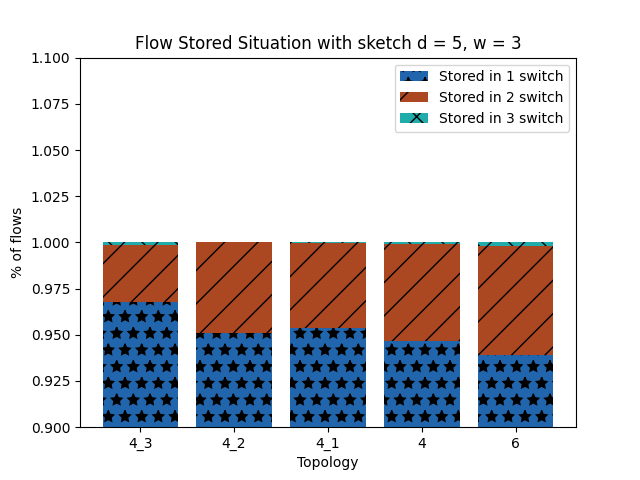 Flow Stored Situation with sketch d = 5, w = 3
1.100
1.075
1.050
1.025
1.000
0.975
0.950
0.925
0.900
% of flows
Stored in 1 switch
Stored in 2 switch
Stored in 3 switch
4_3 4_2 4_1 4 6
Topology